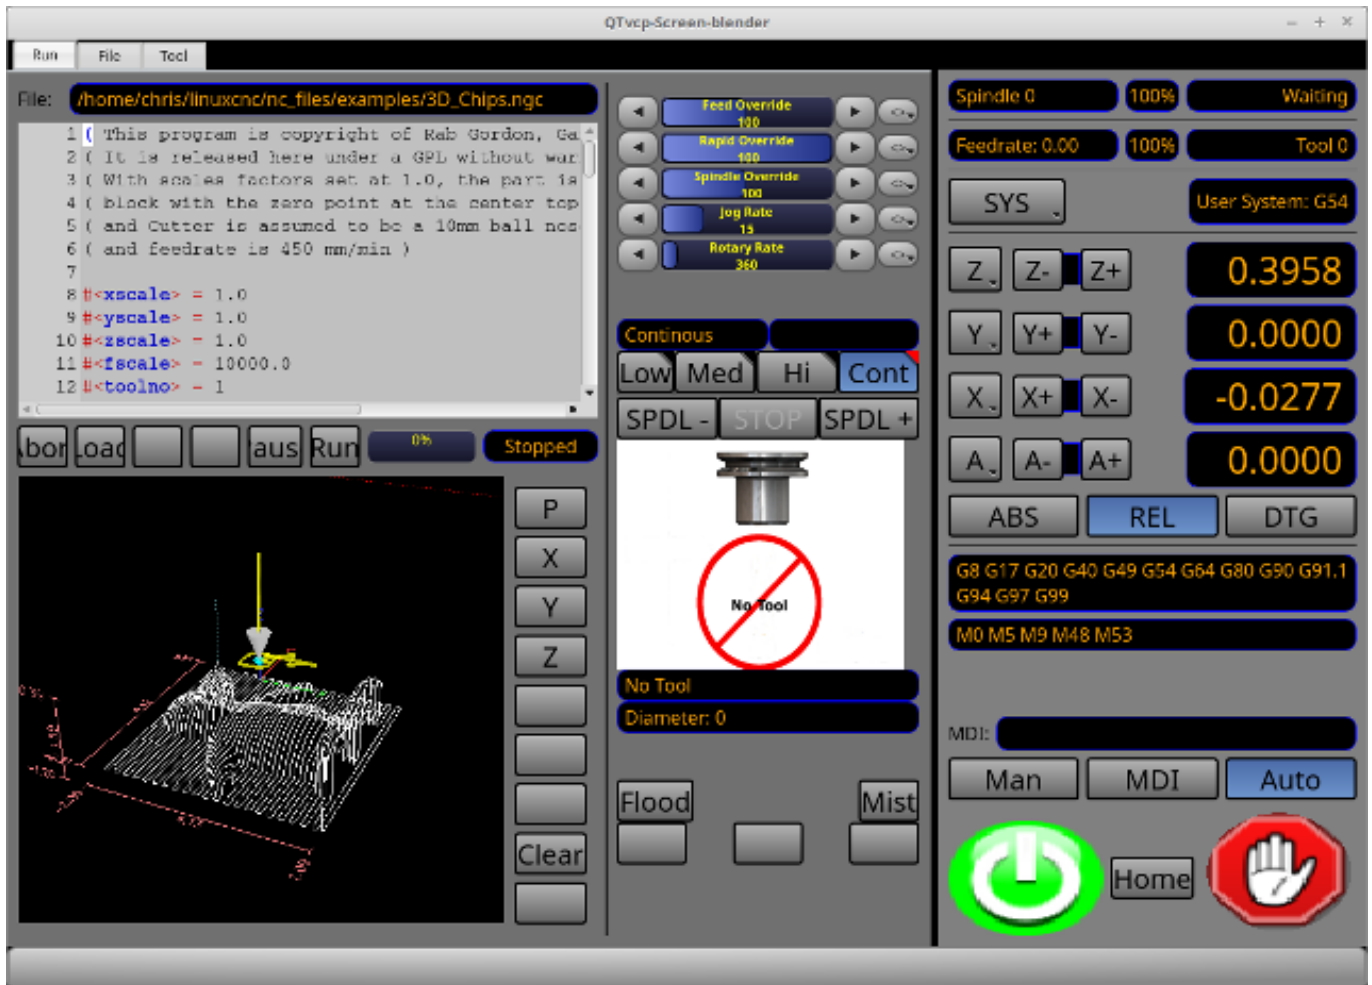 QTvcp-Screen-blender
Run File Tool
File: /home/chris/linuxcnc/nc_files/examples/3D_Chips.ngc
1 ( This program is copyright of Rab Gordon, Ga
2 ( It is released here under a GPL without war
3 ( With scales factors set at 1.0, the part is
4 ( block with the zero point at the center top
5 ( and Cutter is assumed to be a 10mm ball nos
6 ( and feedrate is 450 mm/min )
7
8 #<xscale> = 1.0
9 #<yscale> = 1.0
10 #<zscale> = 1.0
11 #<fscale> = 10000.0
12 #<toolno> = 1
bor Load aus Run 0% Stopped
P
X
Y
Z
Clear
Feed Override
100
Rapid Override
100
Spindle Override
100
Jog Rate
15
Rotary Rate
360
Continous
Low Med Hi Cont
SPDL - STOP SPDL +
No Tool
No Tool
Diameter: 0
Flood Mist
Spindle 0 100% Waiting
Feedrate: 0.00 100% Tool 0
SYS User System: G54
Z Z- Z+ 0.3958
Y Y+ Y- 0.0000
X X+ X- -0.0277
A A- A+ 0.0000
ABS REL DTG
G8 G17 G20 G40 G49 G54 G64 G80 G90 G91.1
G94 G97 G99
M0 M5 M9 M48 M53
MDI:
Man MDI Auto
Home